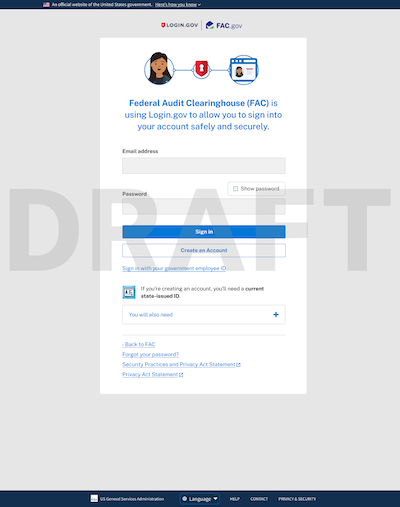 An official website of the United States government. Here's how you know
LOGIN.GOV FAC.gov
Federal Audit Clearinghouse (FAC) is
using Login.gov to allow you to sign into
your account safely and securely.
Email address
Show password
Password
DRAFT
Sign in
Create an Account
Sign in with your government employee ID
If you're creating an account, you'll need a current
state-issued ID.
You will also need
‹ Back to FAC
Forgot your password?
Security Practices and Privacy Act Statement
Privacy Act Statement
US General Services Administration
Language
HELP
CONTACT
PRIVACY & SECURITY